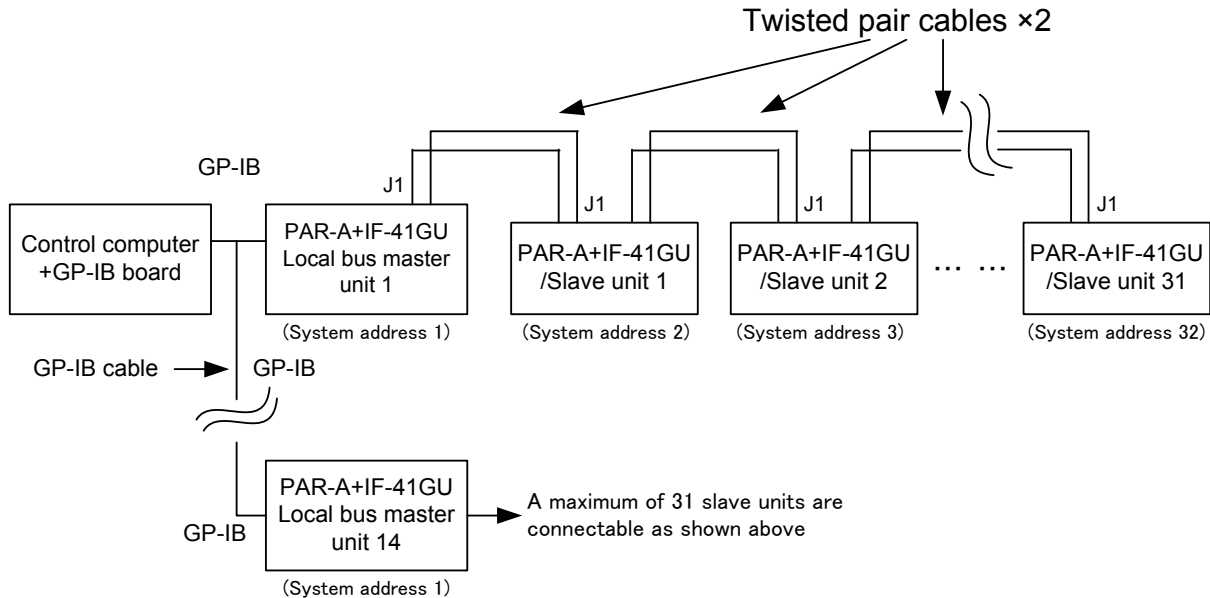 Twisted pair cables ×2
GP-IB
J1
J1
J1
J1
Control computer
+GP-IB board
PAR-A+IF-41GU
Local bus master
unit 1
PAR-A+IF-41GU
/Slave unit 1
PAR-A+IF-41GU
/Slave unit 2
… …
PAR-A+IF-41GU
/Slave unit 31
(System address 1)
(System address 2)
(System address 3)
(System address 32)
GP-IB cable
GP-IB
PAR-A+IF-41GU
Local bus master
unit 14
GP-IB
A maximum of 31 slave units are
connectable as shown above
(System address 1)